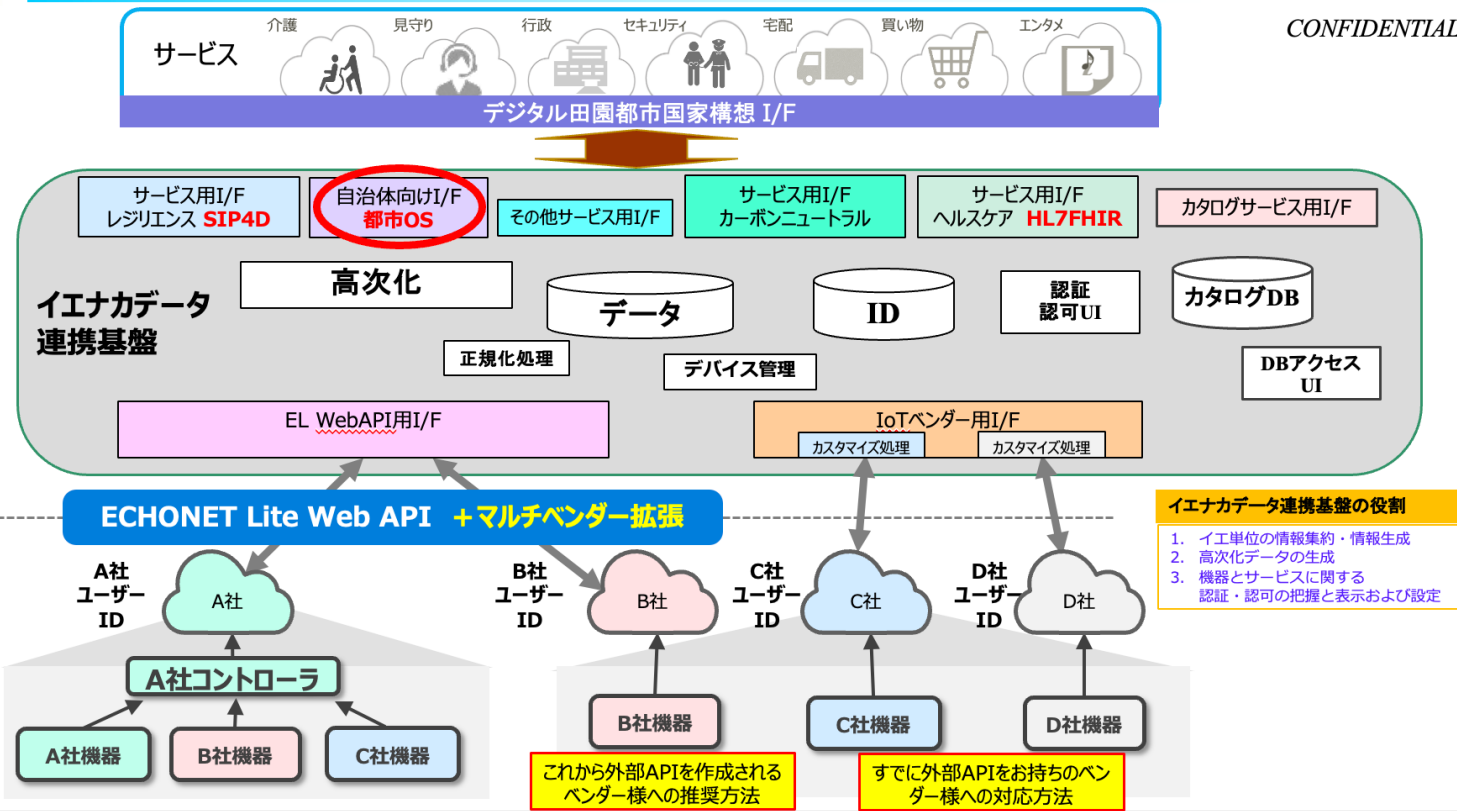 CONFIDENTIAL
サービス
介護
見守り
行政
セキュリティ
宅配
買い物
エンタメ
デジタル田園都市国家構想 I/F
サービス用I/F
レジリエンス SIP4D
自治体向けI/F
都市OS
その他サービス用I/F
サービス用I/F
カーボンニュートラル
サービス用I/F
ヘルスケア HL7FHIR
カタログサービス用I/F
イエナカデータ
連携基盤
高次化
データ
ID
認証
認可UI
カタログDB
正規化処理
デバイス管理
DBアクセス
UI
EL WebAPI用I/F
IoTベンダー用I/F
カスタマイズ処理
カスタマイズ処理
ECHONET Lite Web API ＋マルチベンダー拡張
イエナカデータ連携基盤の役割
1. イエ単位の情報集約・情報生成
2. 高次化データの生成
3. 機器とサービスに関する
認証・認可の把握と表示および設定
A社
ユーザー
ID
A社
B社
ユーザー
ID
B社
C社
ユーザー
ID
C社
D社
ユーザー
ID
D社
A社コントローラ
A社機器
B社機器
C社機器
B社機器
C社機器
D社機器
これから外部APIを作成される
ベンダー様への推奨方法
すでに外部APIをお持ちのベン
ダー様への対応方法